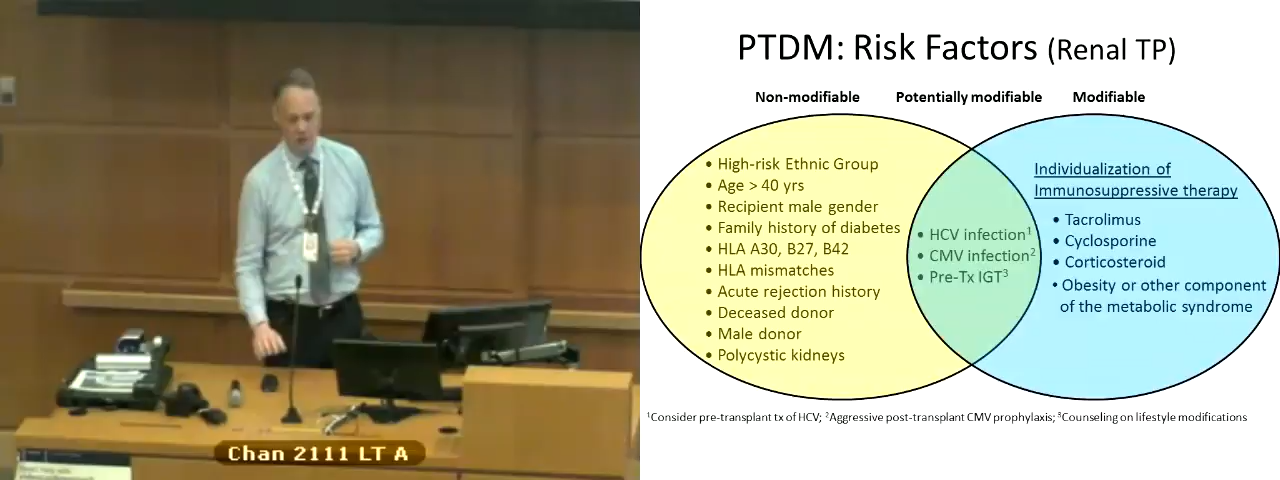 PTDM: Risk Factors (Renal TP)
Non-modifiable
Potentially modifiable
Modifiable
• High-risk Ethnic Group
• Age > 40 yrs
• Recipient male gender
• Family history of diabetes
• HLA A30, B27, B42
• HLA mismatches
• Acute rejection history
• Deceased donor
• Male donor
• Polycystic kidneys
• HCV infection¹
• CMV infection²
• Pre-Tx IGT³
Individualization of
Immunosuppressive therapy
• Tacrolimus
• Cyclosporine
• Corticosteroid
• Obesity or other component
of the metabolic syndrome
¹Consider pre-transplant tx of HCV; ²Aggressive post-transplant CMV prophylaxis; ³Counseling on lifestyle modifications
Chan 2111 LT A